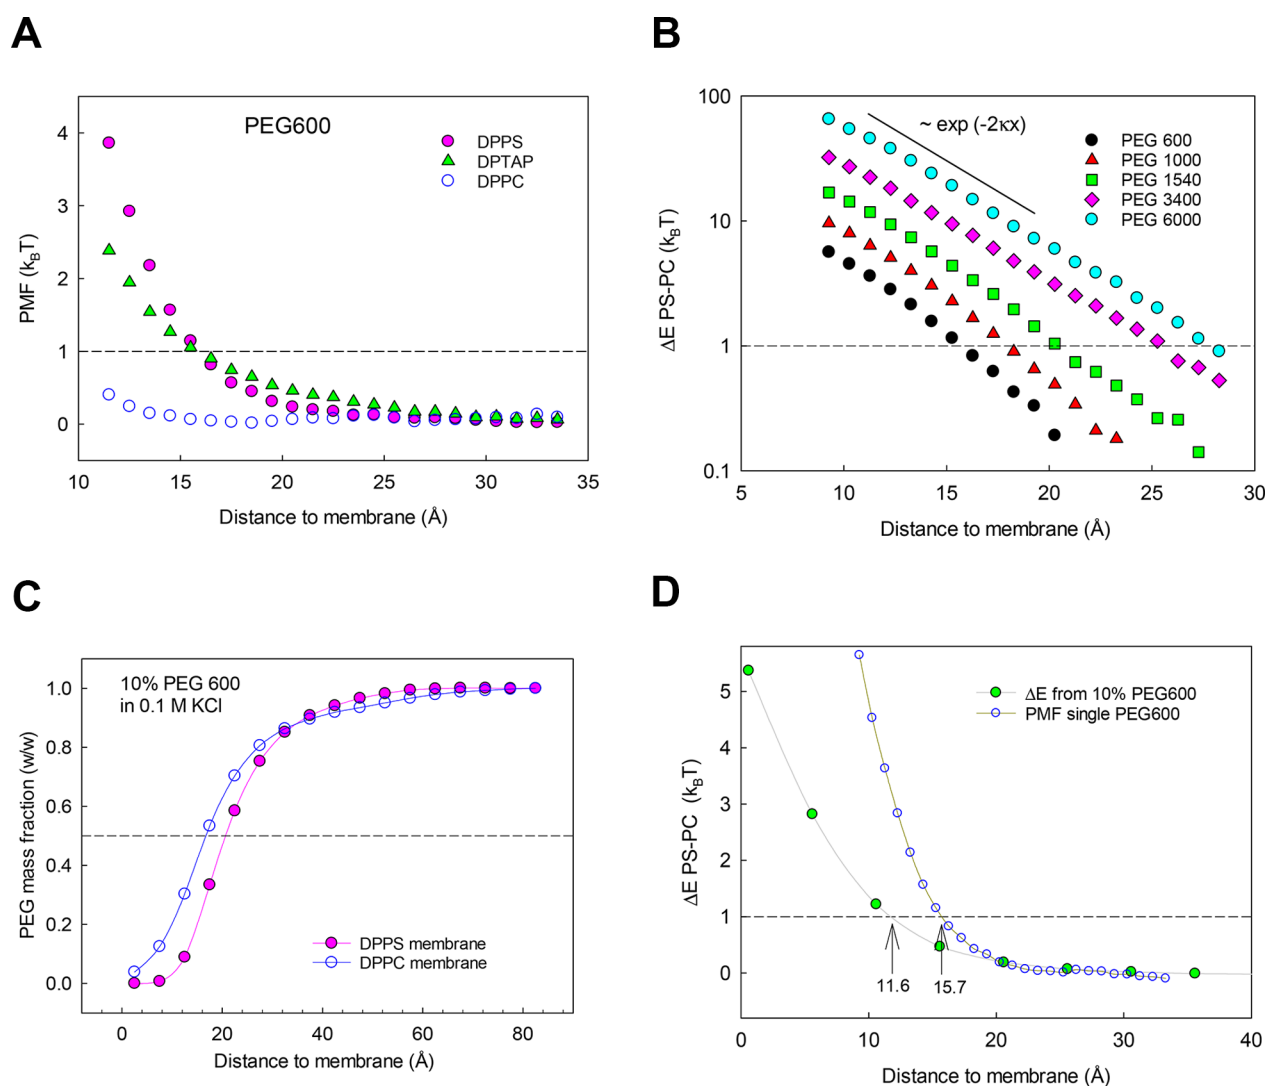 A
PEG600
DPPS
DPTAP
DPPC
PMF (kBT)
4
3
2
1
0
10 15 20 25 30 35
Distance to membrane (Å)
B
~ exp (-2κx)
PEG 600
PEG 1000
PEG 1540
PEG 3400
PEG 6000
ΔE PS-PC (kBT)
100
10
1
0.1
5 10 15 20 25 30
Distance to membrane (Å)
C
10% PEG 600
in 0.1 M KCl
DPPS membrane
DPPC membrane
PEG mass fraction (w/w)
1.0
0.8
0.6
0.4
0.2
0.0
0 20 40 60 80
Distance to membrane (Å)
D
ΔE from 10% PEG600
PMF single PEG600
ΔE PS-PC (kBT)
5
4
3
2
1
0
11.6 15.7
0 10 20 30 40
Distance to membrane (Å)